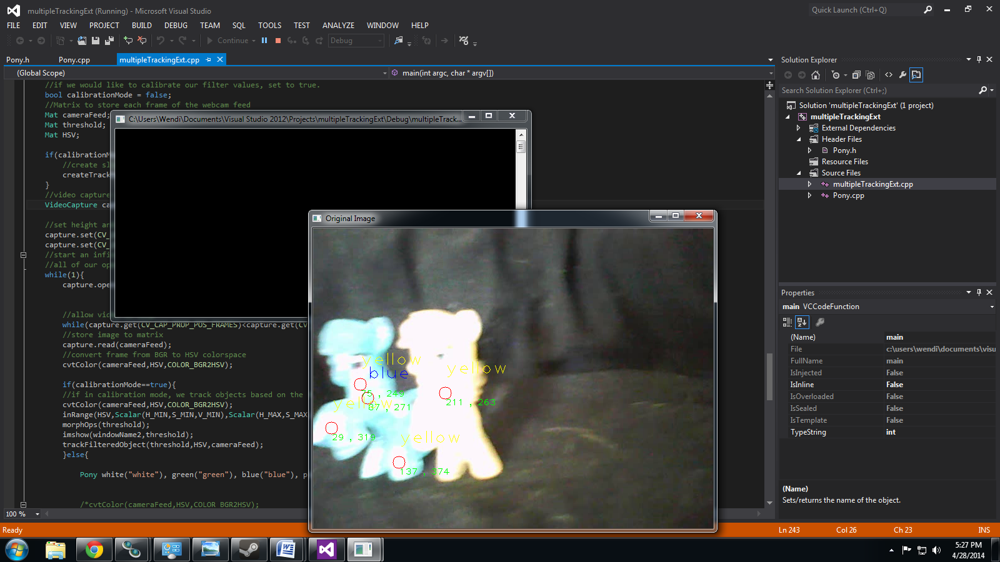 multipleTrackingExt (Running) - Microsoft Visual Studio
Quick Launch (Ctrl+Q)
FILE EDIT VIEW PROJECT BUILD DEBUG TEAM SQL TOOLS TEST ANALYZE WINDOW HELP
Continue Debug
Pony.h Pony.cpp multipleTrackingExt.cpp
(Global Scope) main(int argc, char * argv[])
//if we would like to calibrate our filter values, set to true.
bool calibrationMode = false;
//Matrix to store each frame of the webcam feed
Mat cameraFeed;
Mat threshold;
Mat HSV;
if(calibrationM
//create sl
createTrack
}
//video capture
VideoCapture ca
//set height an
capture.set(CV_
capture.set(CV_
//start an infi
//all of our op
while(1){
capture.ope
//allow vid
while(capture.get(CV_CAP_PROP_POS_FRAMES)<capture.get(CV
//store image to matrix
capture.read(cameraFeed);
//convert frame from BGR to HSV colorspace
cvtColor(cameraFeed,HSV,COLOR_BGR2HSV);
if(calibrationMode==true){
//if in calibration mode, we track objects based on the
cvtColor(cameraFeed,HSV,COLOR_BGR2HSV);
inRange(HSV,Scalar(H_MIN,S_MIN,V_MIN),Scalar(H_MAX,S_MAX
morphOps(threshold);
imshow(windowName2,threshold);
trackFilteredObject(threshold,HSV,cameraFeed);
}else{
Pony white("white"), green("green"), blue("blue"), p
/*cvtColor(cameraFeed,HSV,COLOR_BGR2HSV);
100 %
C:\Users\Wendi\Documents\Visual Studio 2012\Projects\multipleTrackingExt\Debug\multipleTrack...
Original Image
yellow
blue
yellow
, 249
211 , 263
yellow
87 , 271
29 , 319
yellow
137 , 374
Solution Explorer
Search Solution Explorer (Ctrl+;)
Solution 'multipleTrackingExt' (1 project)
multipleTrackingExt
External Dependencies
Header Files
Pony.h
Resource Files
Source Files
multipleTrackingExt.cpp
Pony.cpp
Properties
main VCCodeFunction
(Name) main
File c:\users\wendi\documents\visu
FullName main
IsInjected False
IsInline False
IsOverloaded False
IsSealed False
IsTemplate False
TypeString int
(Name)
Sets/returns the name of the object.
Ready Ln 243 Col 26 Ch 23 INS
5:27 PM
4/28/2014